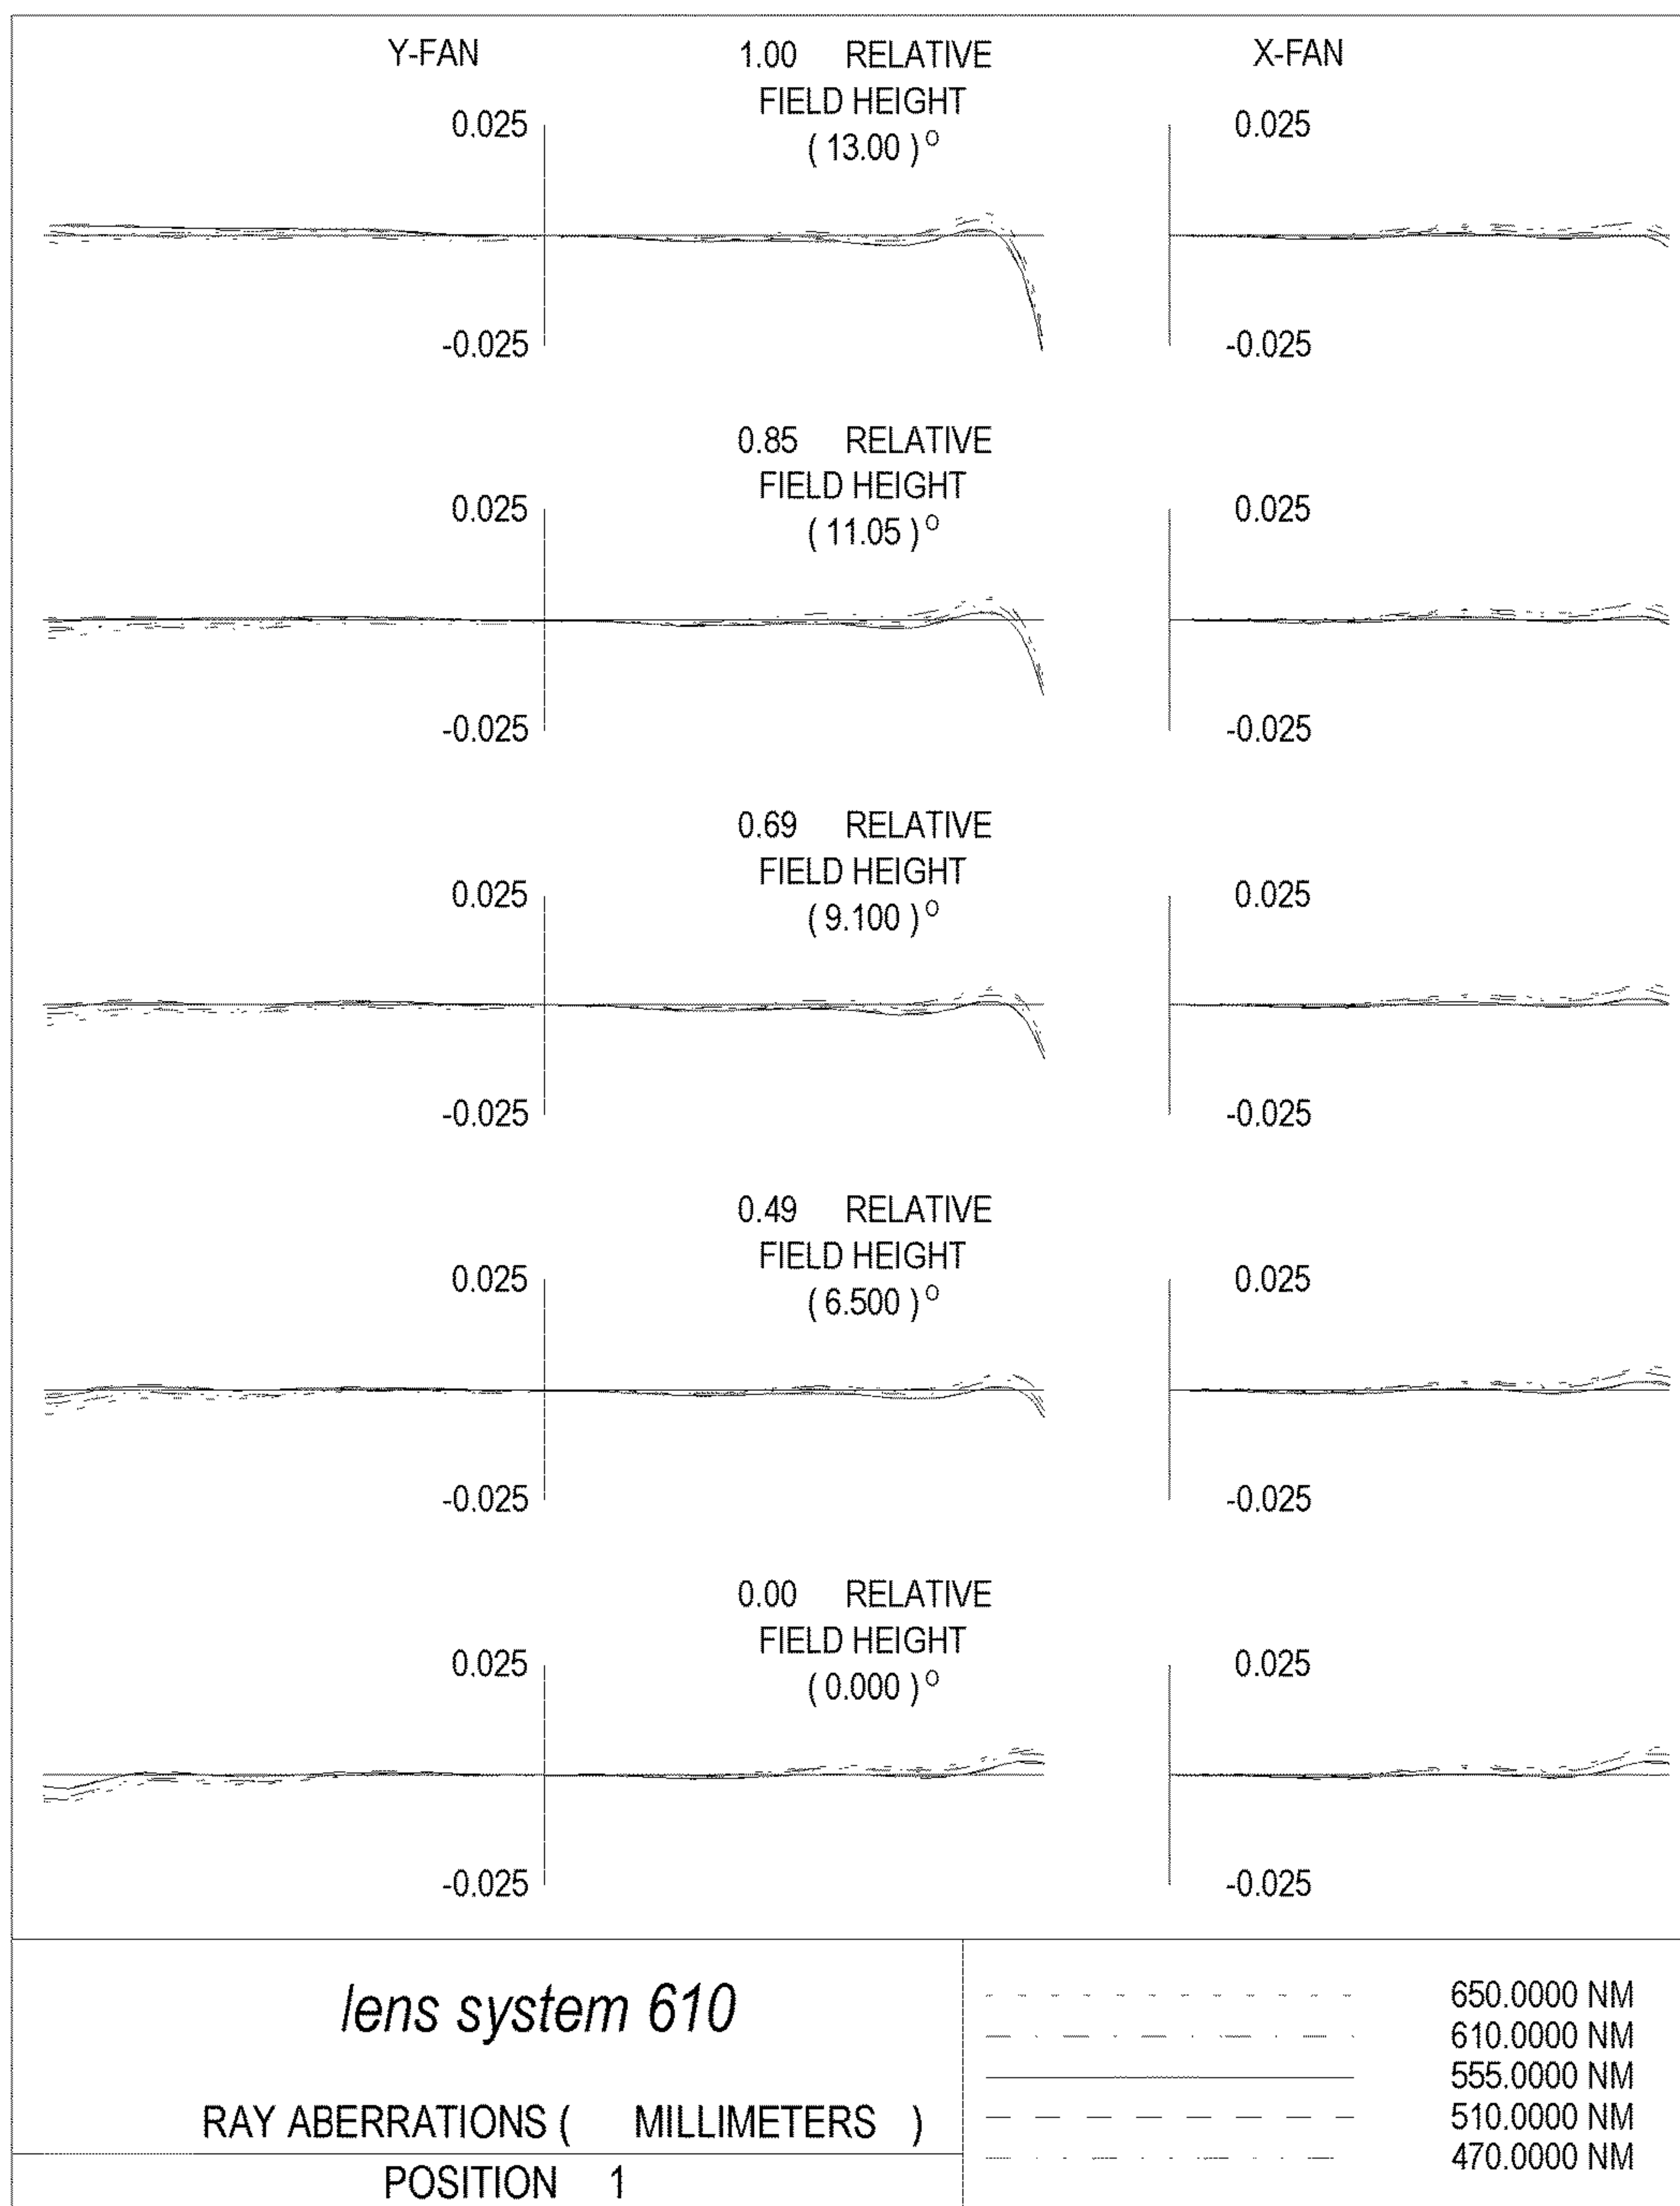 Y-FAN
1.00 RELATIVE
FIELD HEIGHT
( 13.00 )°
X-FAN
0.025
-0.025
0.025
-0.025
0.85 RELATIVE
FIELD HEIGHT
( 11.05 )°
0.025
-0.025
0.025
-0.025
0.69 RELATIVE
FIELD HEIGHT
( 9.100 )°
0.025
-0.025
0.025
-0.025
0.49 RELATIVE
FIELD HEIGHT
( 6.500 )°
0.025
-0.025
0.025
-0.025
0.00 RELATIVE
FIELD HEIGHT
( 0.000 )°
0.025
-0.025
0.025
-0.025
lens system 610
RAY ABERRATIONS ( MILLIMETERS )
POSITION 1
650.0000 NM
610.0000 NM
555.0000 NM
510.0000 NM
470.0000 NM